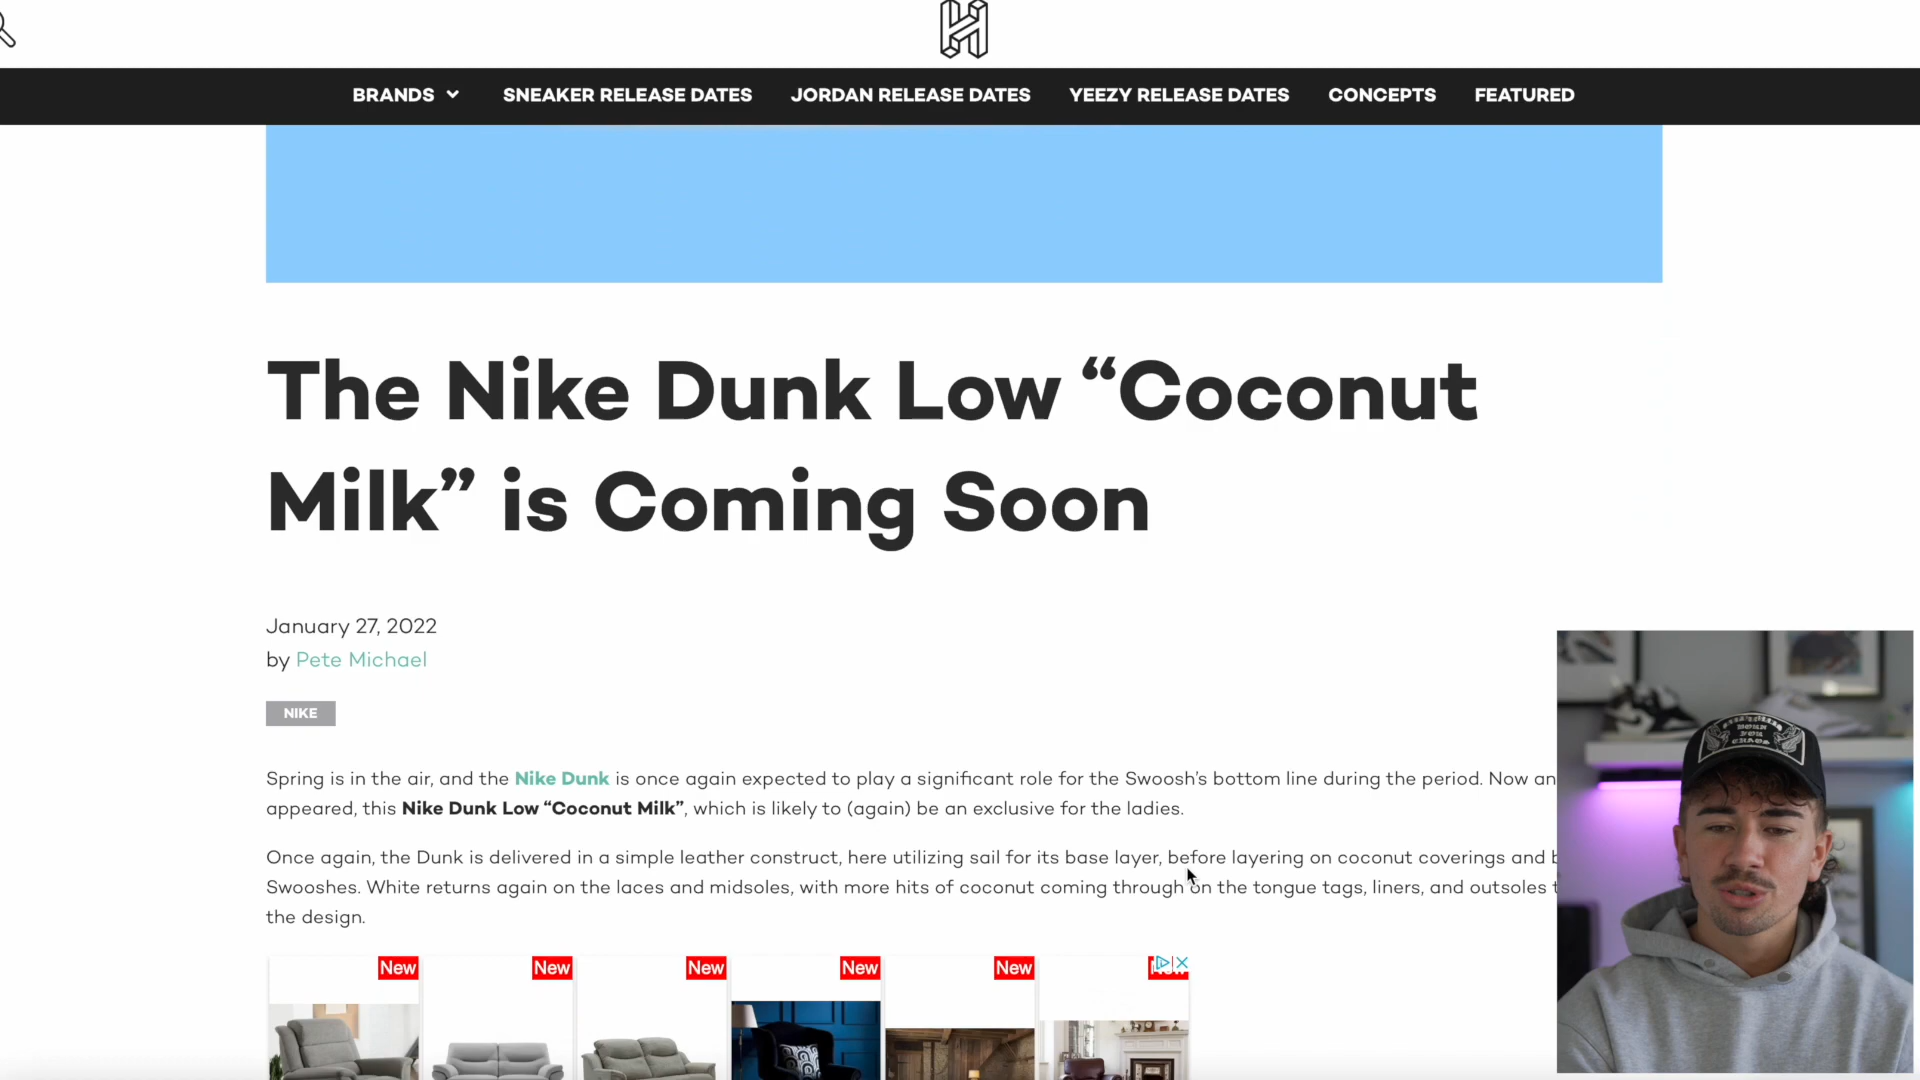 BRANDS SNEAKER RELEASE DATES JORDAN RELEASE DATES YEEZY RELEASE DATES CONCEPTS FEATURED
The Nike Dunk Low “Coconut
Milk” is Coming Soon
January 27, 2022
by Pete Michael
NIKE
Spring is in the air, and the Nike Dunk is once again expected to play a significant role for the Swoosh’s bottom line during the period. Now an
appeared, this Nike Dunk Low “Coconut Milk”, which is likely to (again) be an exclusive for the ladies.
Once again, the Dunk is delivered in a simple leather construct, here utilizing sail for its base layer, before layering on coconut coverings and
Swooshes. White returns again on the laces and midsoles, with more hits of coconut coming through on the tongue tags, liners, and outsoles
the design.
New New New New New